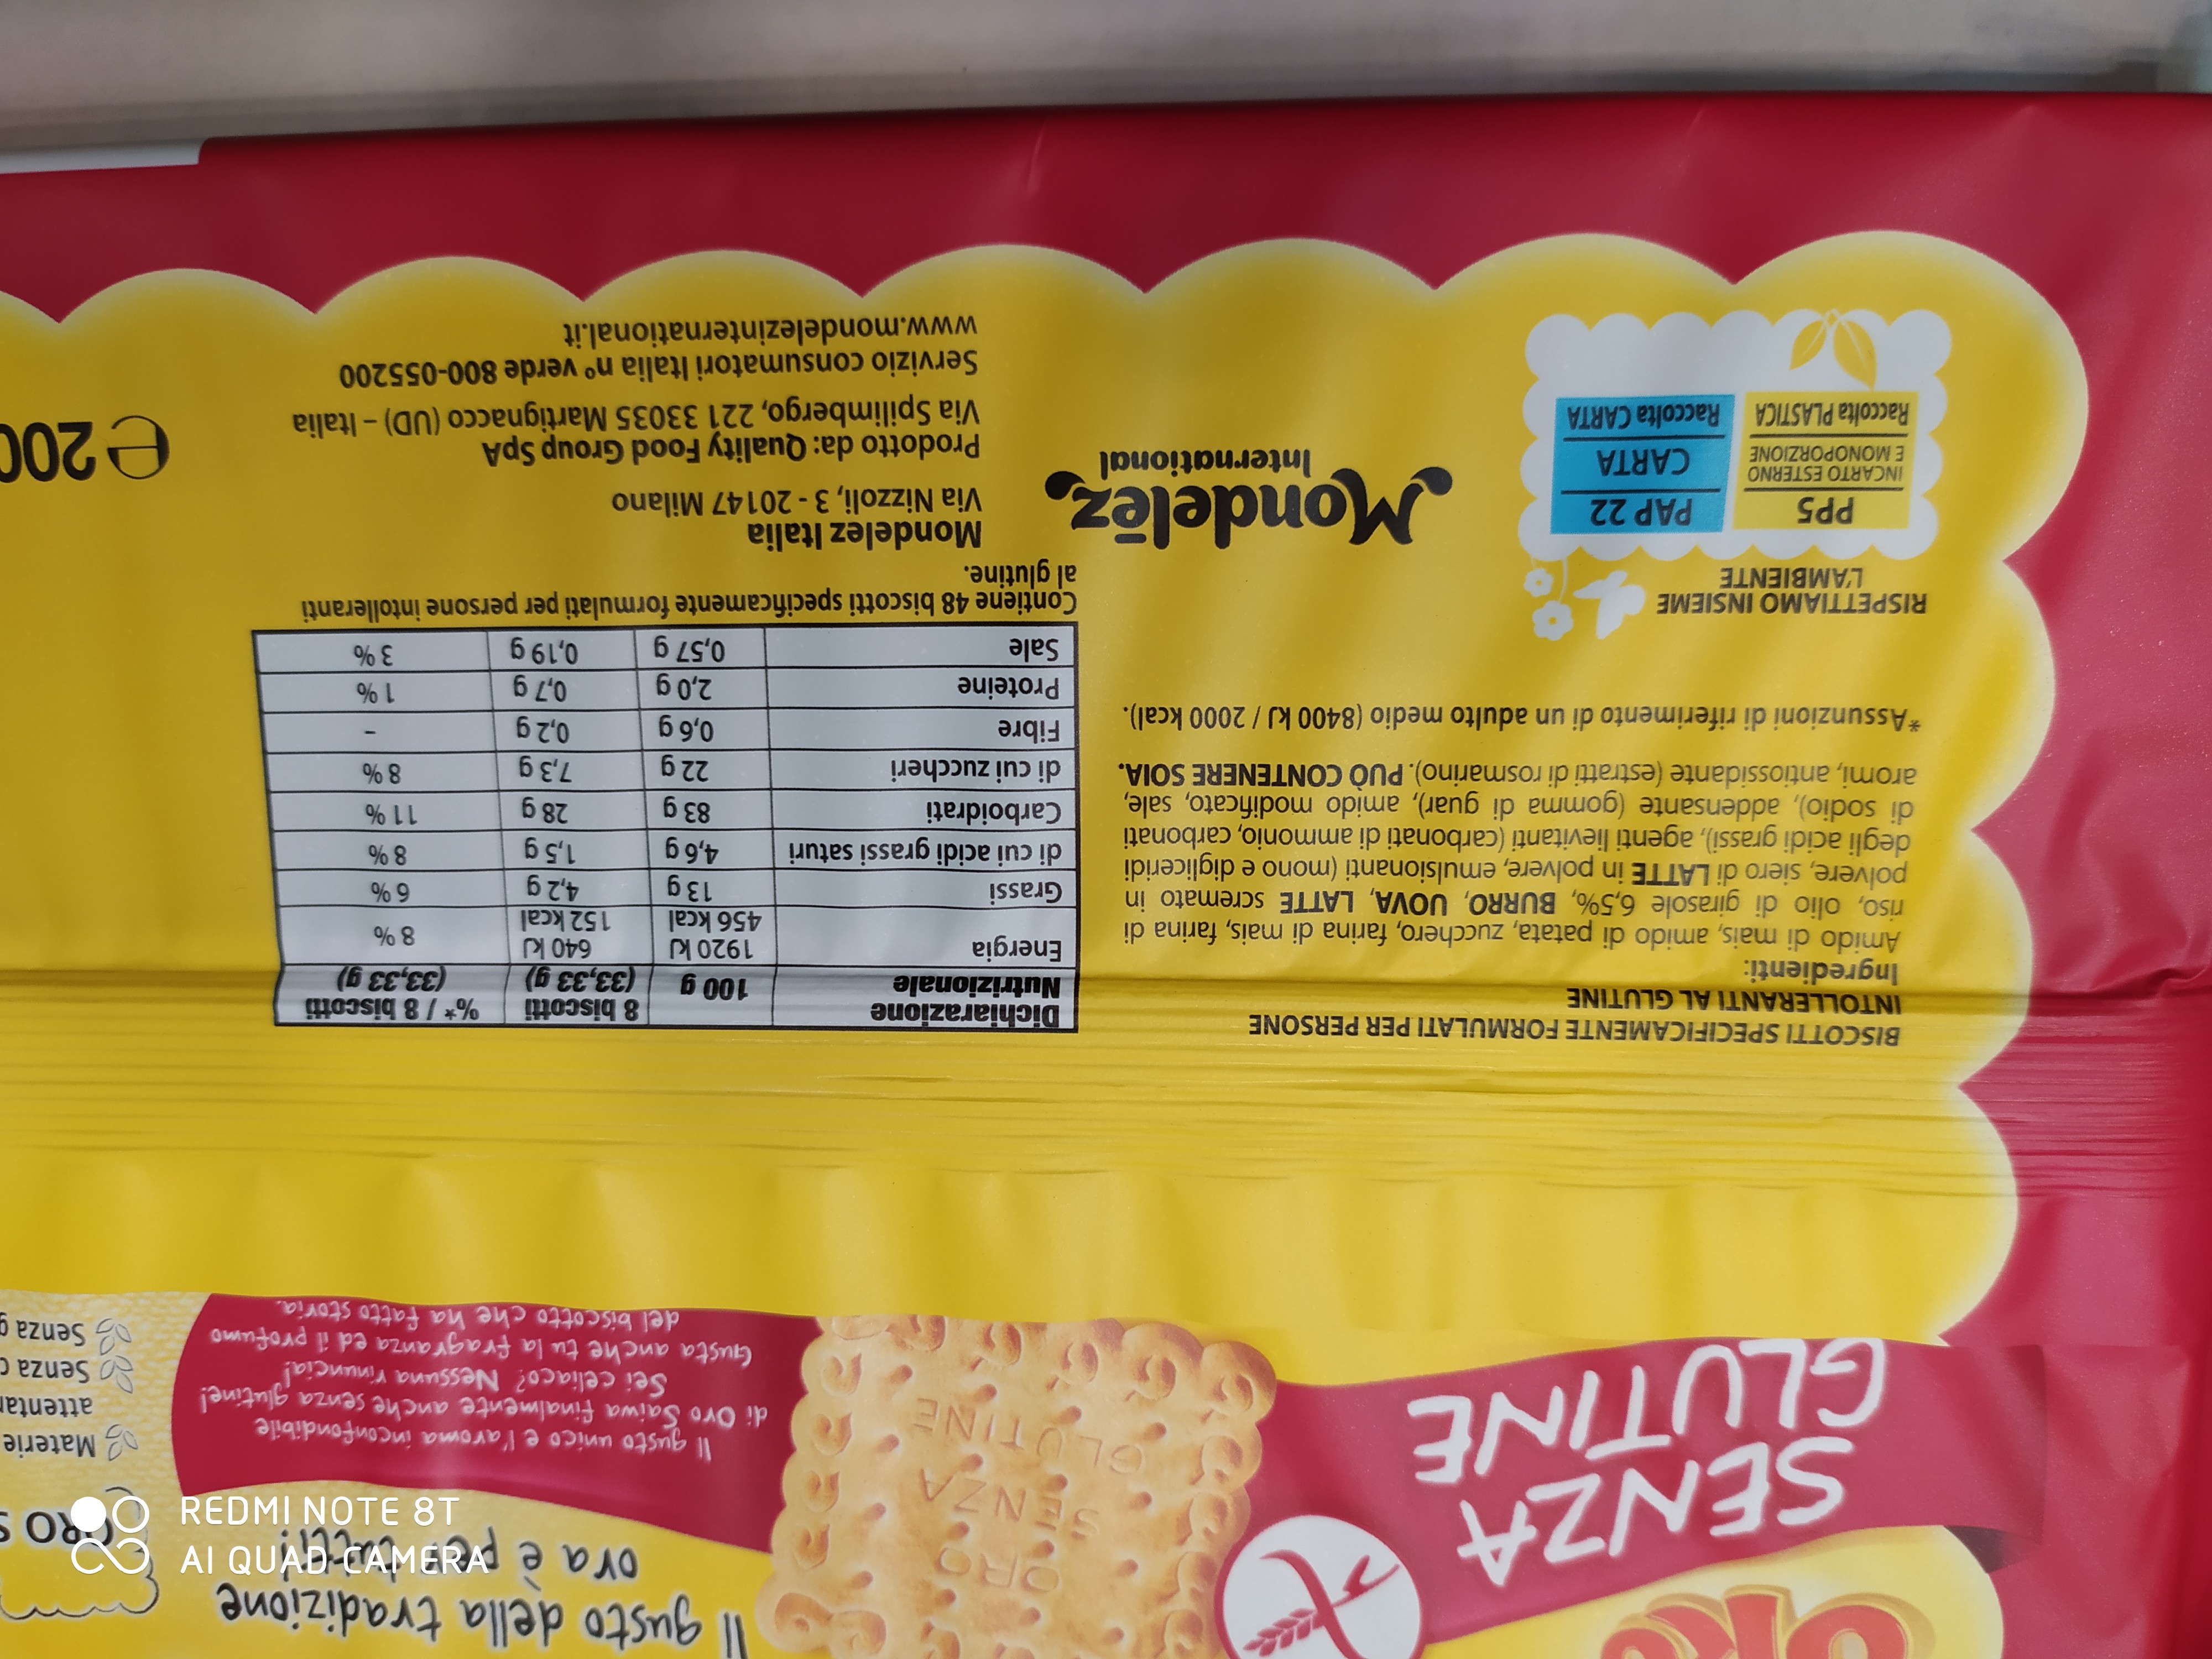 Il gusto della tradizione
ora è per tutti!
ORO
SENZA
GLUTINE
ORO
SENZA
GLUTINE
Il gusto unico e l'aroma inconfondibile
di Oro Saiwa finalmente anche senza glutine!
Sei celiaco? Nessuna rinuncia!
Gusta anche tu la fragranza ed il profumo
del biscotto che ha fatto storia.
ORO
Materie
Senza
Senza
BISCOTTI SPECIFICAMENTE FORMULATI PER PERSONE
INTOLLERANTI AL GLUTINE
Ingredienti:
Amido di mais, amido di patata, zucchero, farina di mais, farina di
riso, olio di girasole 6,5%, BURRO, UOVA, LATTE scremato in
polvere, siero di LATTE in polvere, emulsionanti (mono e digliceridi
degli acidi grassi), agenti lievitanti (carbonati di ammonio, carbonati
di sodio), addensante (gomma di guar), amido modificato, sale,
aromi, antiossidante (estratti di rosmarino). PUÒ CONTENERE SOIA.
*Assunzioni di riferimento di un adulto medio (8400 kJ / 2000 kcal).
RISPETTIAMO INSIEME
L'AMBIENTE
PP5
INCARTO ESTERNO
E MONOPORZIONE
Raccolta PLASTICA
PAP 22
CARTA
Raccolta CARTA
Mondelēz
International
Dichiarazione Nutrizionale 100 g 8 biscotti (33,33 g) %* / 8 biscotti (33,33 g)
Energia 1920 kJ 640 kJ 8 %
456 kcal 152 kcal
Grassi 13 g 4,2 g 6 %
di cui acidi grassi saturi 4,6 g 1,5 g 8 %
Carboidrati 83 g 28 g 11 %
di cui zuccheri 22 g 7,3 g 8 %
Fibre 0,6 g 0,2 g -
Proteine 2,0 g 0,7 g 1 %
Sale 0,57 g 0,19 g 3 %
Contiene 48 biscotti specificamente formulati per persone intolleranti
al glutine.
Mondelez Italia
Via Nizzoli, 3 - 20147 Milano
Prodotto da: Quality Food Group SpA
Via Spilimbergo, 221 33035 Martignacco (UD) – Italia
Servizio consumatori Italia n° verde 800-055200
www.mondelezinternational.it
℮ 200
REDMI NOTE 8T
AI QUAD CAMERA